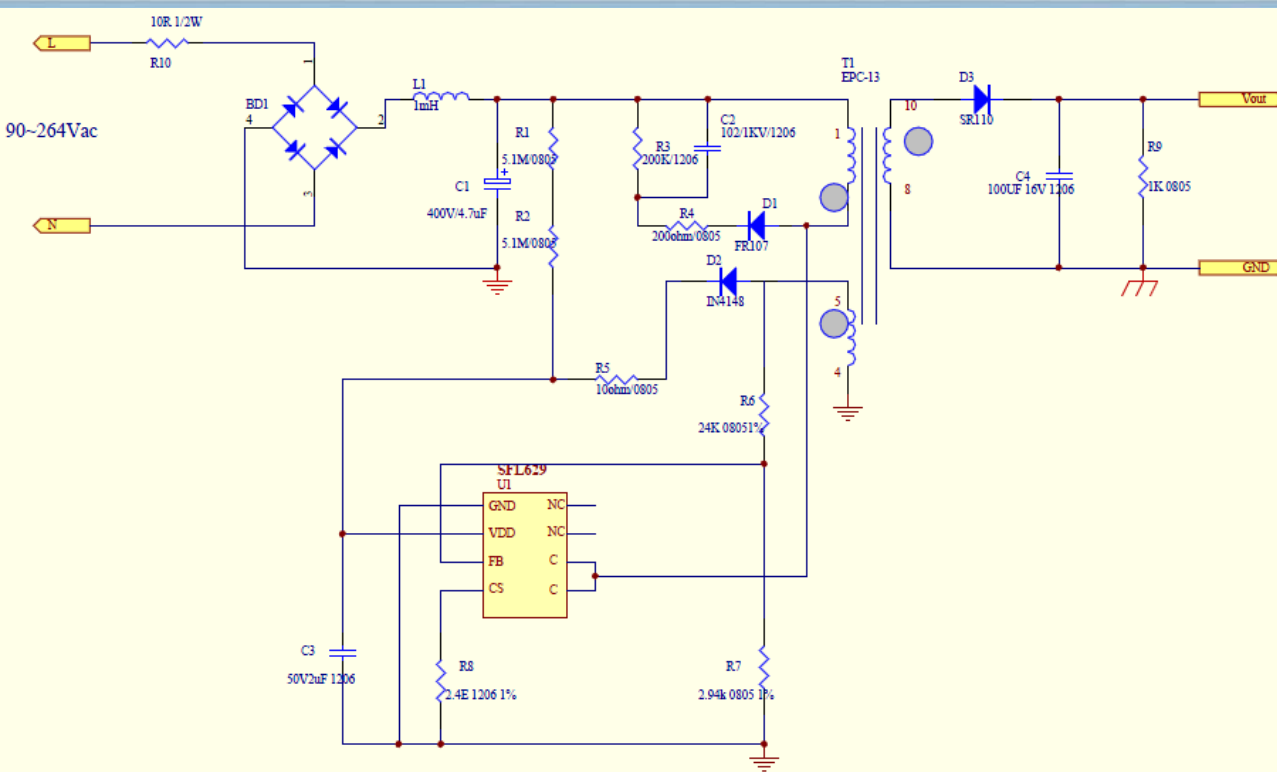 10R 1/2W
L
R10
1
BD1
4
2
3
90~264Vac
N
L1
1mH
R1
5.1M/0805
C1
400V/4.7uF
R2
5.1M/0805
R3
200K/1206
C2
102/1KV/1206
R4
200ohm/0805
D1
FR107
D2
IN4148
T1
EPC-13
1
10
8
5
4
D3
SR110
Vout
C4
100UF 16V 1206
R9
1K 0805
GND
R5
10ohm/0805
R6
24K 08051%
SFL629
U1
GND NC
VDD NC
FB C
CS C
C3
50V2uF 1206
R8
2.4E 1206 1%
R7
2.94k 0805 1%